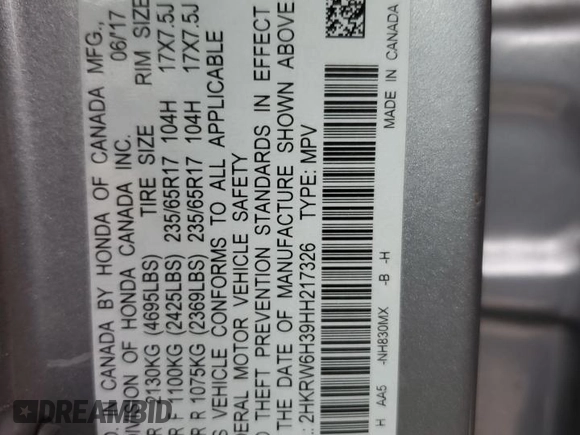 D. IN CANADA BY HONDA OF CANADA MFG.,
OF HONDA CANADA INC. 06/17
2130KG (4695LBS) TIRE SIZE RIM SIZE
R F 1100KG (2425LBS) 235/65R17 104H 17X7.5J
R R 1075KG (2369LBS) 235/65R17 104H 17X7.5J
S VEHICLE CONFORMS TO ALL APPLICABLE
DERAL MOTOR VEHICLE SAFETY
D THEFT PREVENTION STANDARDS IN EFFECT
THE DATE OF MANUFACTURE SHOWN ABOVE
.: 2HKRW6H39HH217326 TYPE: MPV
H AA5 -NH830MX -B -H MADE IN CANADA
DREAMBID